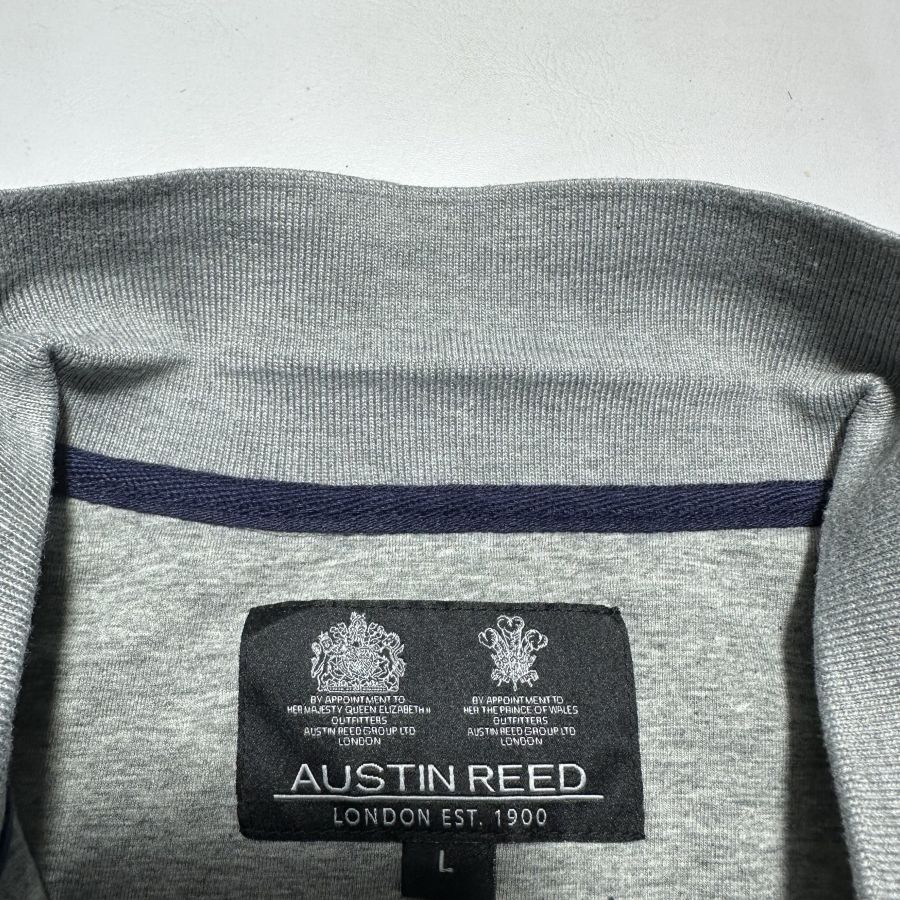 BY APPOINTMENT TO
HER MAJESTY QUEEN ELIZABETH II
OUTFITTERS
AUSTIN REED GROUP LTD
LONDON
BY APPOINTMENT TO
HER THE PRINCE OF WALES
OUTFITTERS
AUSTIN REED GROUP LTD
LONDON
AUSTIN REED
LONDON EST. 1900
L